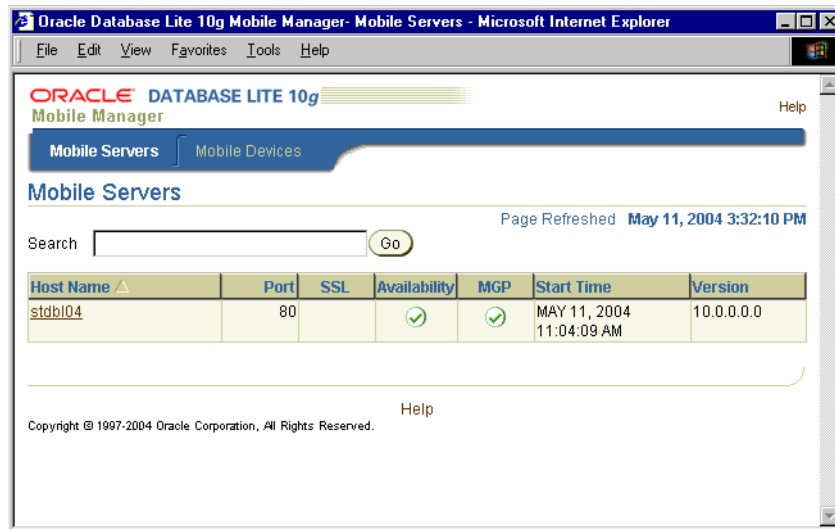 Oracle Database Lite 10g Mobile Manager- Mobile Servers - Microsoft Internet Explorer
File Edit View Favorites Tools Help
ORACLE DATABASE LITE 10g
Mobile Manager
Help
Mobile Servers Mobile Devices
Mobile Servers
Page Refreshed May 11, 2004 3:32:10 PM
Search Go
Host Name Port SSL Availability MGP Start Time Version
stdbl04 80 MAY 11, 2004 10.0.0.0.0
11:04:09 AM
Help
Copyright © 1997-2004 Oracle Corporation, All Rights Reserved.